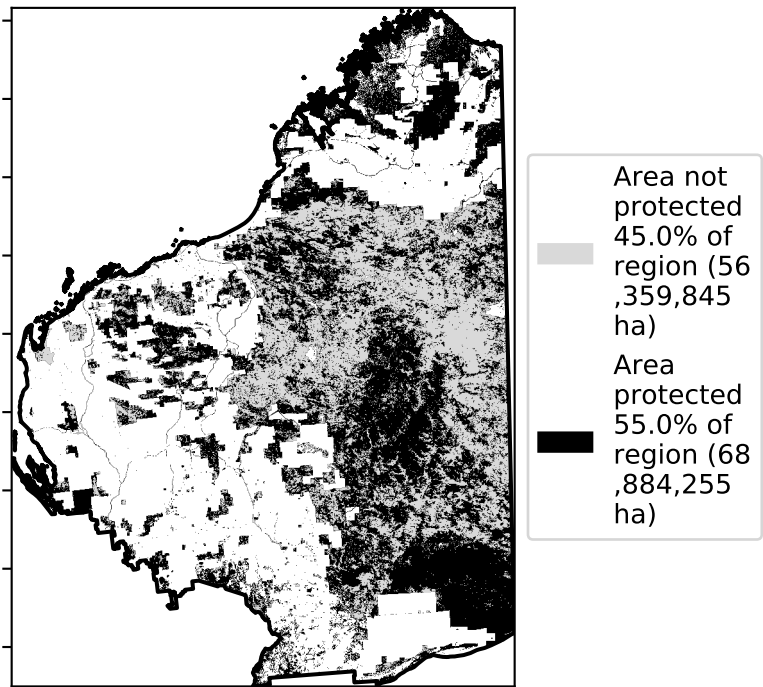 Area not
protected
45.0% of
region (56
,359,845
ha)
Area
protected
55.0% of
region (68
,884,255
ha)